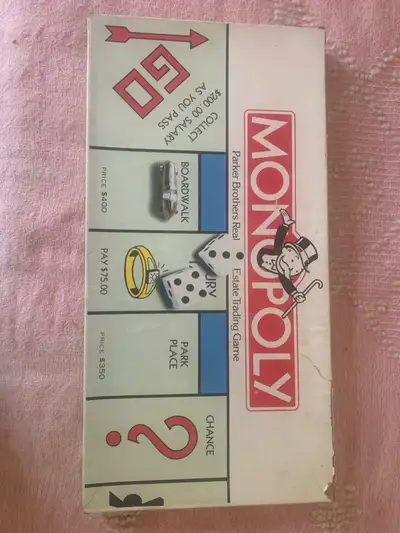 MONOPOLY
Parker Brothers Real Estate Trading Game
GO
COLLECT
$200.00 SALARY
AS YOU PASS
BOARDWALK
PRICE $400
URY
PAY $75.00
PARK
PLACE
PRICE $350
CHANCE
?